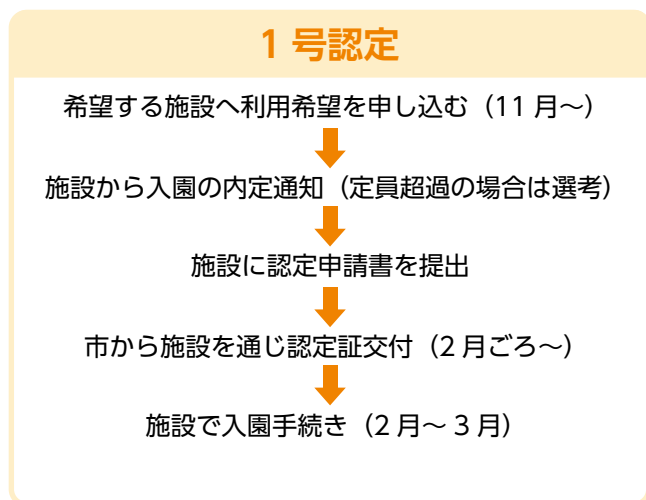 1 号認定
希望する施設へ利用希望を申し込む（11 月～）
施設から入園の内定通知（定員超過の場合は選考）
施設に認定申請書を提出
市から施設を通じ認定証交付（2 月ごろ～）
施設で入園手続き（2 月～ 3 月）